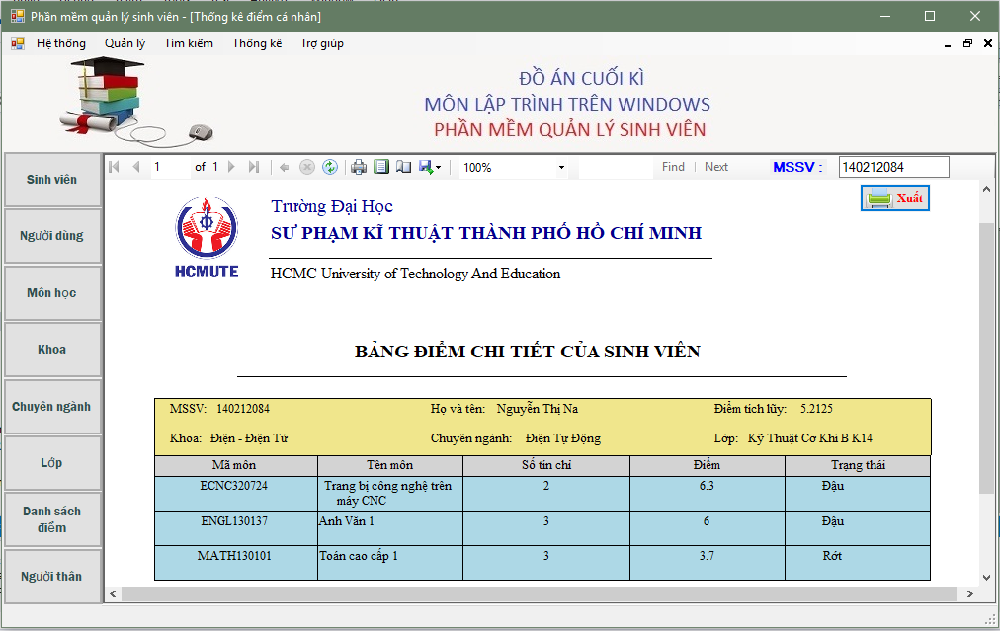 Phần mềm quản lý sinh viên - [Thống kê điểm cá nhân]
Hệ thống Quản lý Tìm kiếm Thống kê Trợ giúp
ĐỒ ÁN CUỐI KÌ
MÔN LẬP TRÌNH TRÊN WINDOWS
PHẦN MỀM QUẢN LÝ SINH VIÊN
Sinh viên
Người dùng
Môn học
Khoa
Chuyên ngành
Lớp
Danh sách
điểm
Người thân
1 of 1 100% Find | Next MSSV : 140212084
Xuất
HCMUTE
Trường Đại Học
SƯ PHẠM KĨ THUẬT THÀNH PHỐ HỒ CHÍ MINH
HCMC University of Technology And Education
BẢNG ĐIỂM CHI TIẾT CỦA SINH VIÊN
MSSV: 140212084 Họ và tên: Nguyễn Thị Na Điểm tích lũy: 5.2125
Khoa: Điện - Điện Tử Chuyên ngành: Điện Tự Động Lớp: Kỹ Thuật Cơ Khí B K14
Mã môn Tên môn Số tín chỉ Điểm Trạng thái
ECNC320724 Trang bị công nghệ trên 2 6.3 Đậu
máy CNC
ENGL130137 Anh Văn 1 3 6 Đậu
MATH130101 Toán cao cấp 1 3 3.7 Rớt